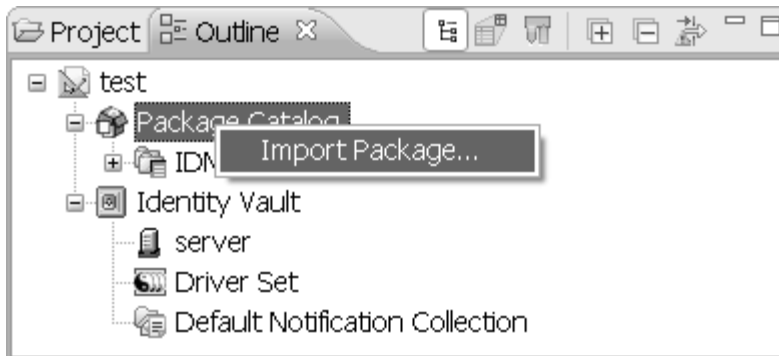 Project Outline
test
Package Catalog
Import Package...
Identity Vault
server
Driver Set
Default Notification Collection